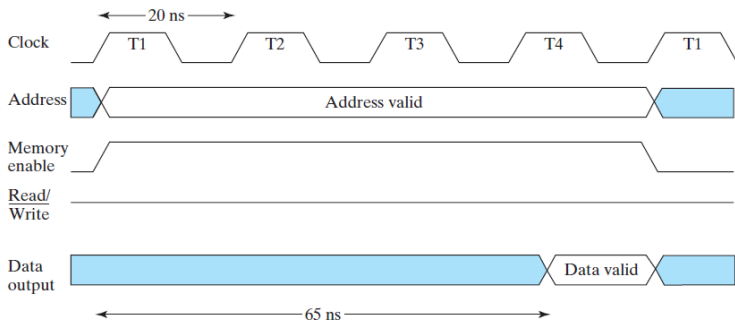 20 ns
Clock T1 T2 T3 T4 T1
Address Address valid
Memory
enable
Read/
Write
Data Data valid
output
65 ns